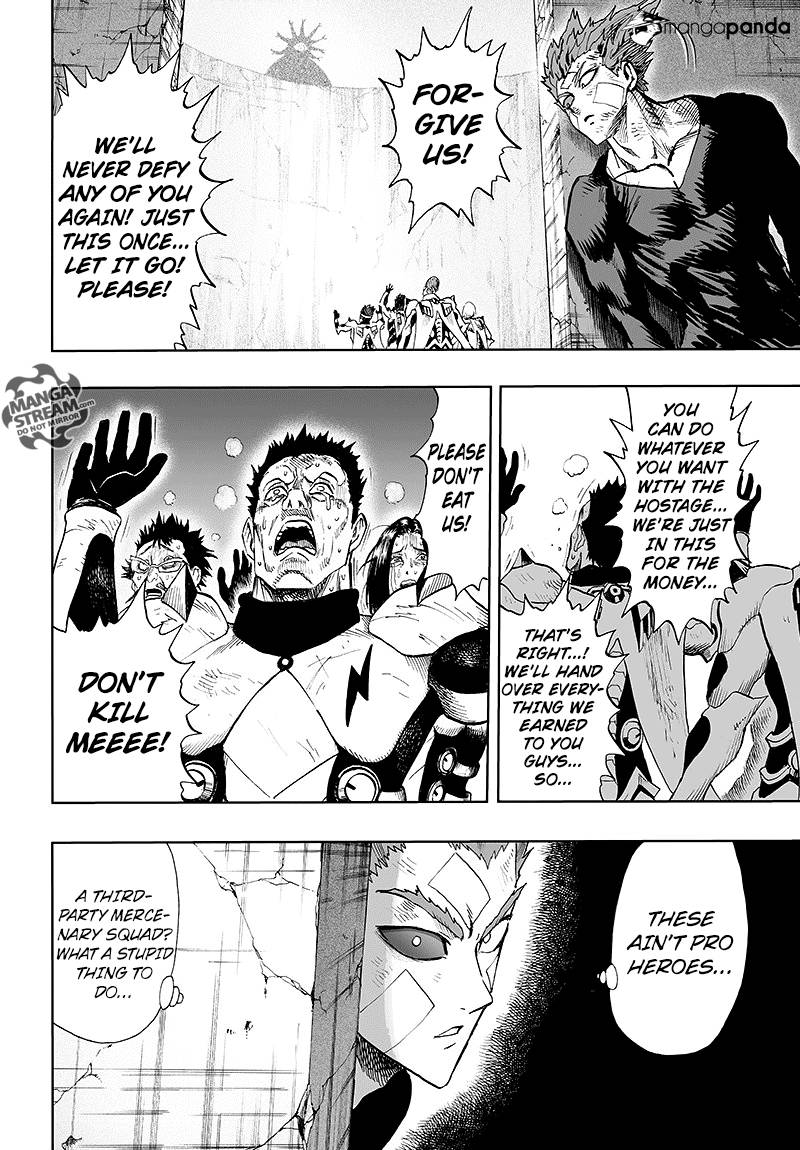 mangapanda
FOR-
GIVE
US!
WE'LL
NEVER DEFY
ANY OF YOU
AGAIN! JUST
THIS ONCE...
LET IT GO!
PLEASE!
YOU
CAN DO
WHATEVER
YOU WANT
WITH THE
HOSTAGE...
WE'RE JUST
IN THIS
FOR THE
MONEY...
THAT'S
RIGHT...!
WE'LL HAND
OVER EVERY-
THING WE
EARNED
TO YOU
GUYS...
SO...
MANGA
STREAM.COM
DO NOT MIRROR
PLEASE
DON'T
EAT
US!
DON'T
KILL
MEEEE!
THESE
AIN'T PRO
HEROES...
A THIRD-
PARTY MERCE-
NARY SQUAD?
WHAT A STUPID
THING TO
DO...